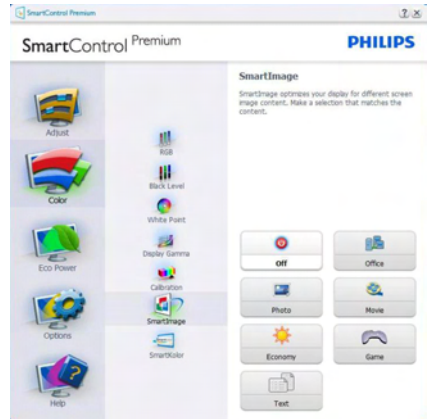 SmartControl Premium
? x
SmartControl Premium
PHILIPS
Adjust
Color
Eco Power
Options
Help
RGB
Black Level
White Point
Display Gamma
Calibration
SmartImage
SmartKolor
SmartImage
SmartImage optimizes your display for different screen
image content. Make a selection that matches the
content.
Off
Office
Photo
Movie
Economy
Game
Text